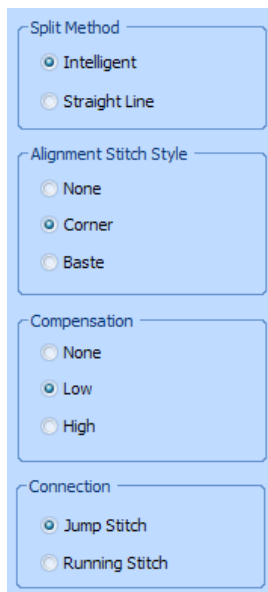 Split Method
Intelligent
Straight Line
Alignment Stitch Style
None
Corner
Baste
Compensation
None
Low
High
Connection
Jump Stitch
Running Stitch